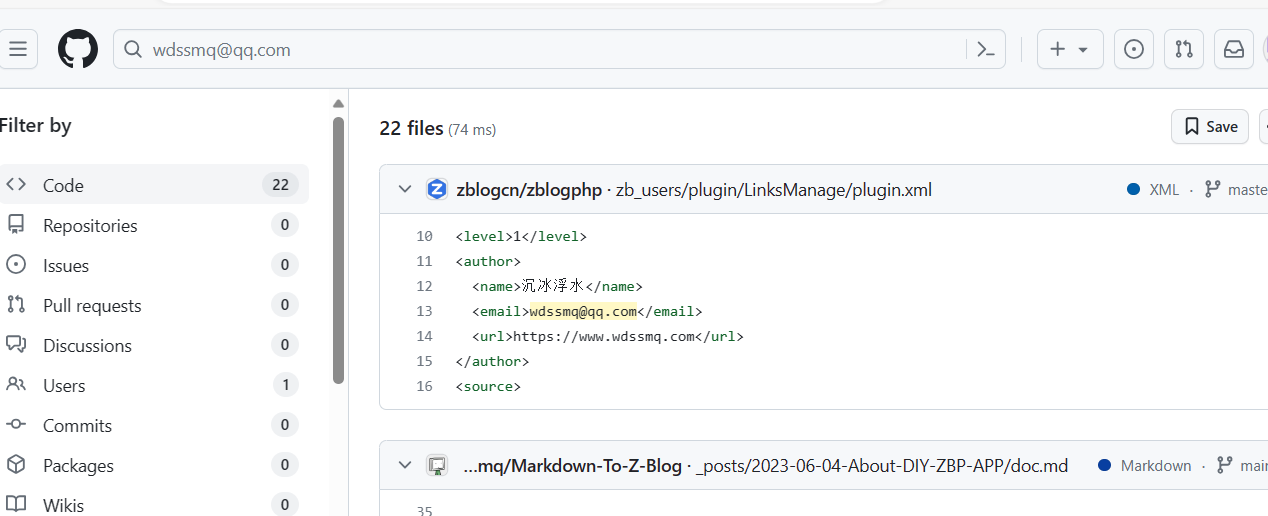 wdssmq@qq.com
Filter by
Code 22
Repositories 0
Issues 0
Pull requests 0
Discussions 0
Users 1
Commits 0
Packages 0
Wikis 0
22 files (74 ms)
Save
zblogcn/zblogphp · zb_users/plugin/LinksManage/plugin.xml
XML · maste
10 <level>1</level>
11 <author>
12 <name>沉冰浮水</name>
13 <email>wdssmq@qq.com</email>
14 <url>https://www.wdssmq.com</url>
15 </author>
16 <source>
...mq/Markdown-To-Z-Blog · _posts/2023-06-04-About-DIY-ZBP-APP/doc.md
Markdown · mai
35